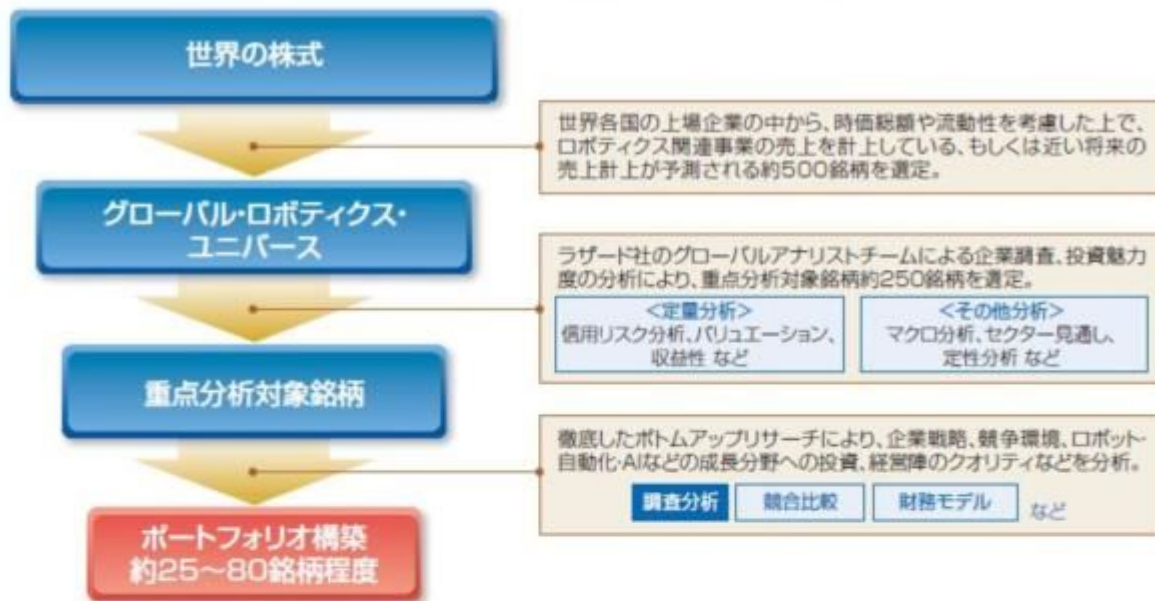 世界の株式
世界各国の上場企業の中から、時価総額や流動性を考慮した上で、
ロボティクス関連事業の売上を計上している、もしくは近い将来の
売上計上が予測される約500銘柄を選定。
グローバル・ロボティクス・
ユニバース
ラザード社のグローバルアナリストチームによる企業調査、投資魅力
度の分析により、重点分析対象銘柄約250銘柄を選定。
<定量分析>
信用リスク分析、バリュエーション、
収益性 など
<その他分析>
マクロ分析、セクター見通し、
定性分析 など
重点分析対象銘柄
徹底したボトムアップリサーチにより、企業戦略、競争環境、ロボット・
自動化・AIなどの成長分野への投資、経営陣のクオリティなどを分析。
調査分析
競合比較
財務モデル
など
ポートフォリオ構築
約25～80銘柄程度